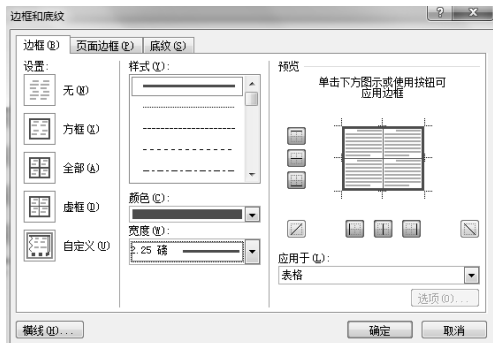 边框和底纹
边框(B) 页面边框(P) 底纹(S)
设置:
无(N)
方框(X)
全部(A)
虚框(D)
自定义(U)
样式(Y):
颜色(C):
宽度(W):
2.25 磅
预览
单击下方图示或使用按钮可
应用边框
应用于(L):
表格
选项(O)...
横线(H)...
确定
取消